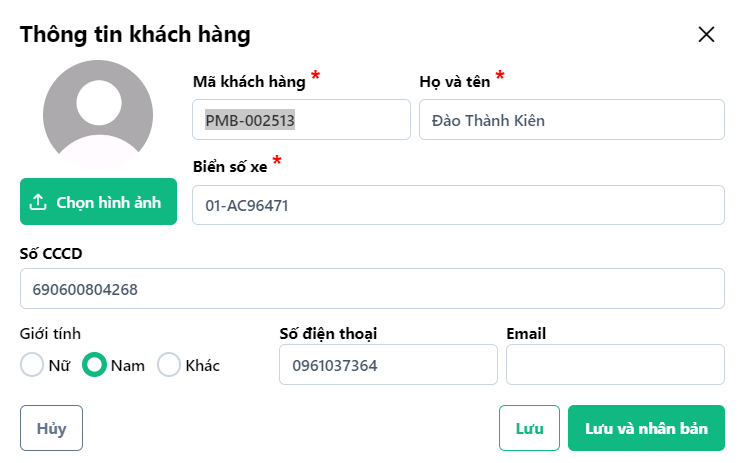 Thông tin khách hàng
Mã khách hàng * Họ và tên *
PMB-002513 Đào Thành Kiên
Biển số xe *
Chọn hình ảnh
01-AC96471
Số CCCD
690600804268
Giới tính Số điện thoại Email
Nữ Nam Khác 0961037364
Hủy Lưu Lưu và nhân bản